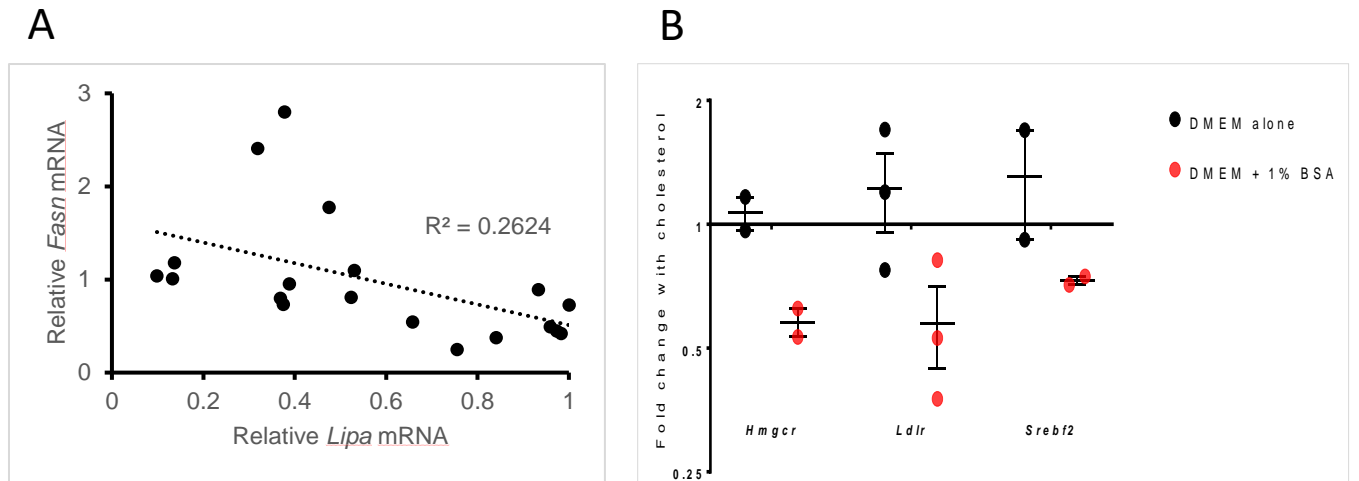 A
B
3
2
1
0
Relative Fasn mRNA
R² = 0.2624
0
0.2
0.4
0.6
0.8
1
Relative Lipa mRNA
2
1
0.5
0.25
Fold change with cholesterol
DMEM alone
DMEM + 1% BSA
Hmgcr
Ldlr
Srebf2